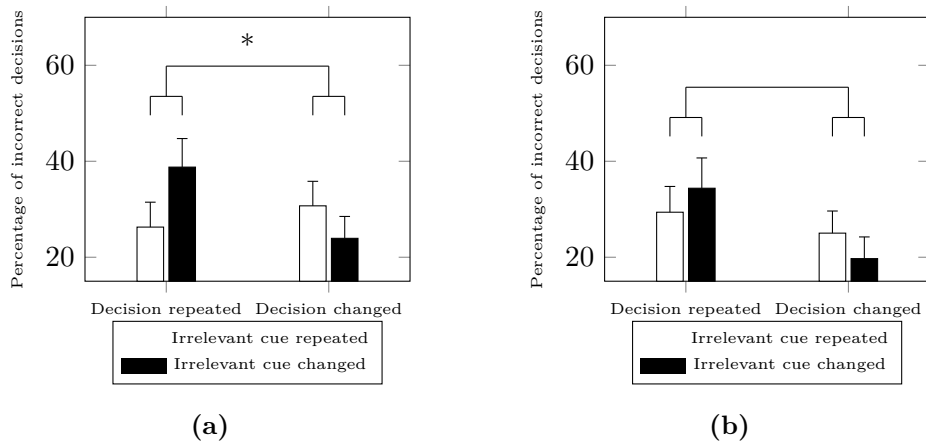 Percentage of incorrect decisions
60
40
20
*
Decision repeated Decision changed
Irrelevant cue repeated
Irrelevant cue changed
(a)
Percentage of incorrect decisions
60
40
20
Decision repeated Decision changed
Irrelevant cue repeated
Irrelevant cue changed
(b)